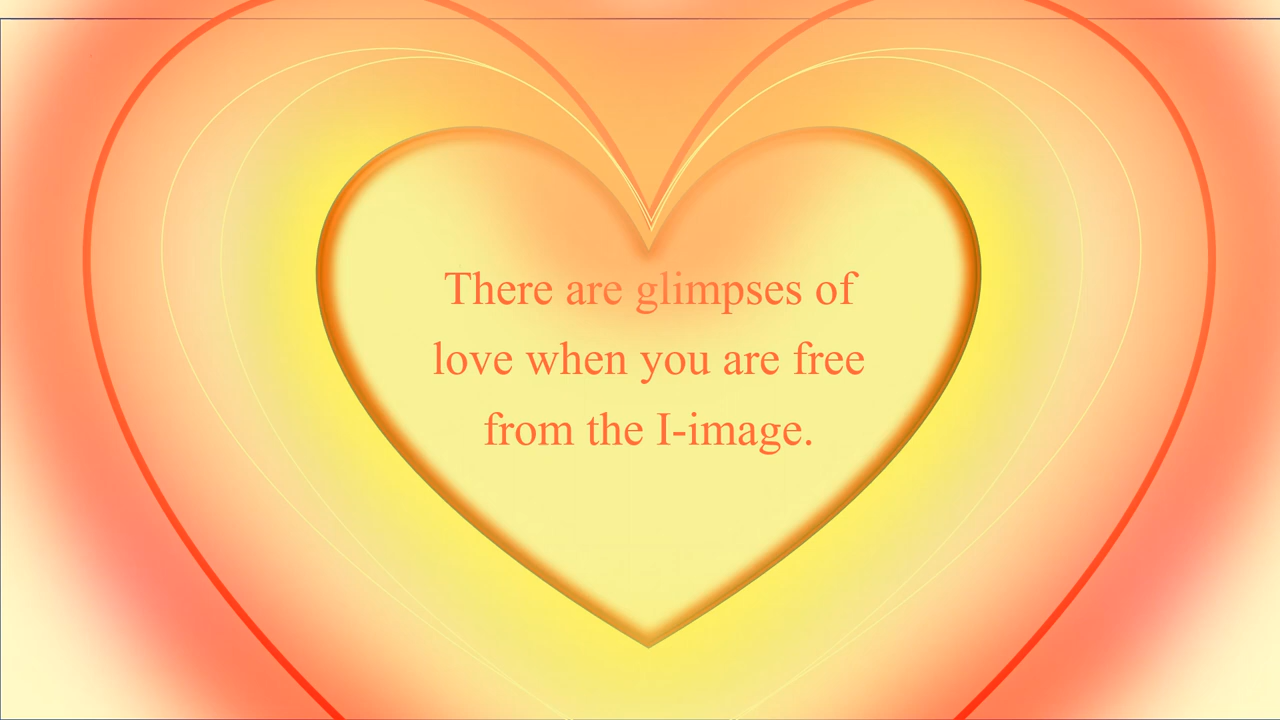 There are glimpses of
love when you are free
from the I-image.